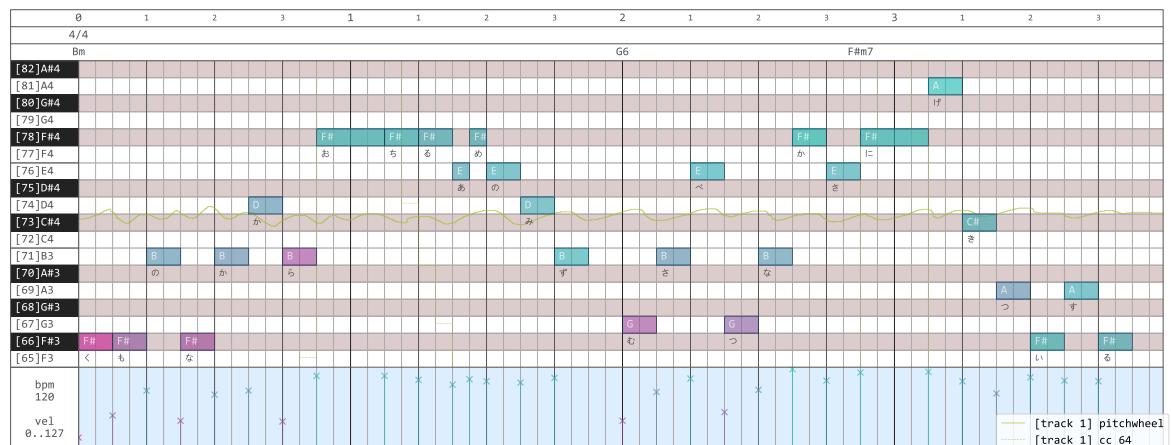 0 1 2 3 1 1 2 3 2 1 2 3 3 1 2 3
4/4
Bm G6 F#m7
[82]A#4
[81]A4 A
げ
[80]G#4
[79]G4
[78]F#4 F# F# F# F# F# F#
[77]F4 お ち る め か に
[76]E4 E E E E
[75]D#4 あ の べ さ
[74]D4 D D
[73]C#4 か み C#
[72]C4 き
[71]B3 B B B B B B
[70]A#3 の か ら ず さ な
[69]A3 A A
[68]G#3 つ す
[67]G3 G G
[66]F#3 F# F# F# む つ F# F#
[65]F3 く も な い る
bpm
120
vel
0..127
[track 1] pitchwheel
[track 1] cc 64